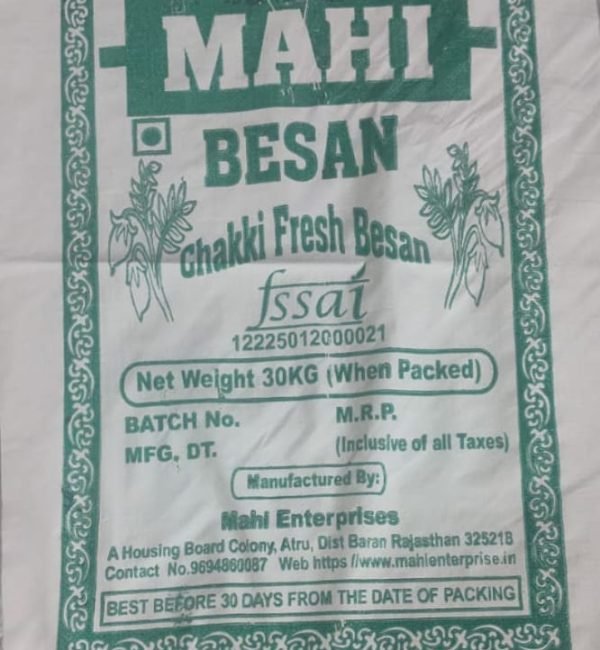 MAHI
BESAN
Chakki Fresh Besan
fssai
12225012000021
Net Weight 30KG (When Packed)
BATCH No.
M.R.P.
MFG. DT.
(Inclusive of all Taxes)
Manufactured By:
Mahi Enterprises
A Housing Board Colony, Atru, Dist Baran Rajasthan 325218
Contact No.9694860087 Web https //www.mahienterprise.in
BEST BEFORE 30 DAYS FROM THE DATE OF PACKING